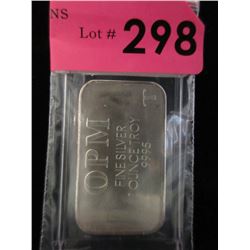 NS
Lot # 298
OPM
FINE SILVER
1 OUNCE TROY
9995